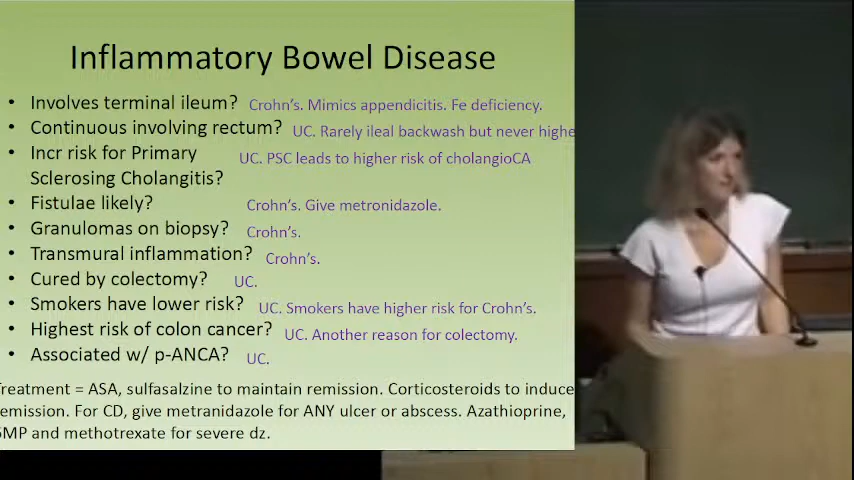 Inflammatory Bowel Disease
• Involves terminal ileum? Crohn's. Mimics appendicitis. Fe deficiency.
• Continuous involving rectum? UC. Rarely ileal backwash but never highe
• Incr risk for Primary UC. PSC leads to higher risk of cholangioCA
Sclerosing Cholangitis?
• Fistulae likely? Crohn's. Give metronidazole.
• Granulomas on biopsy? Crohn's.
• Transmural inflammation? Crohn's.
• Cured by colectomy? UC.
• Smokers have lower risk? UC. Smokers have higher risk for Crohn's.
• Highest risk of colon cancer? UC. Another reason for colectomy.
• Associated w/ p-ANCA? UC.
Treatment = ASA, sulfasalzine to maintain remission. Corticosteroids to induce
emission. For CD, give metranidazole for ANY ulcer or abscess. Azathioprine,
6MP and methotrexate for severe dz.